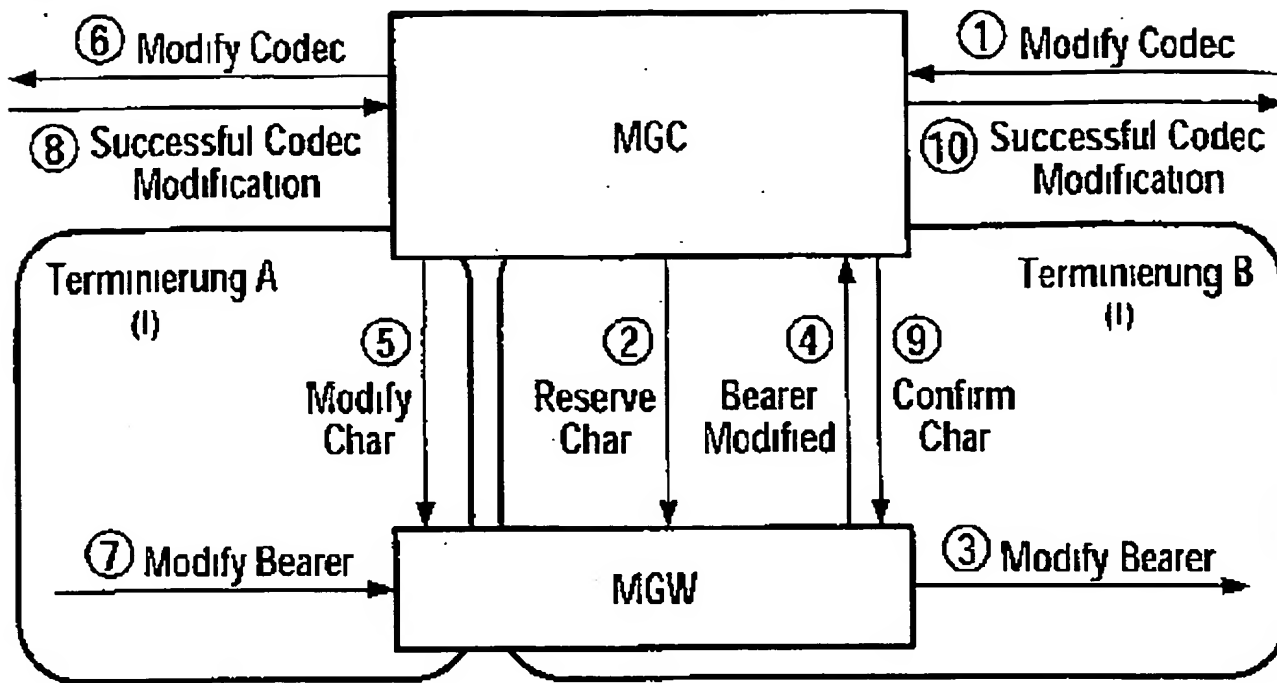 ⑥ Modify Codec
① Modify Codec
MGC
⑧ Successful Codec
Modification
⑩ Successful Codec
Modification
Terminierung A
(I)
Terminierung B
(I)
⑤
Modify
Char
②
Reserve
Char
④
Bearer
Modified
⑨
Confirm
Char
⑦ Modify Bearer
MGW
③ Modify Bearer